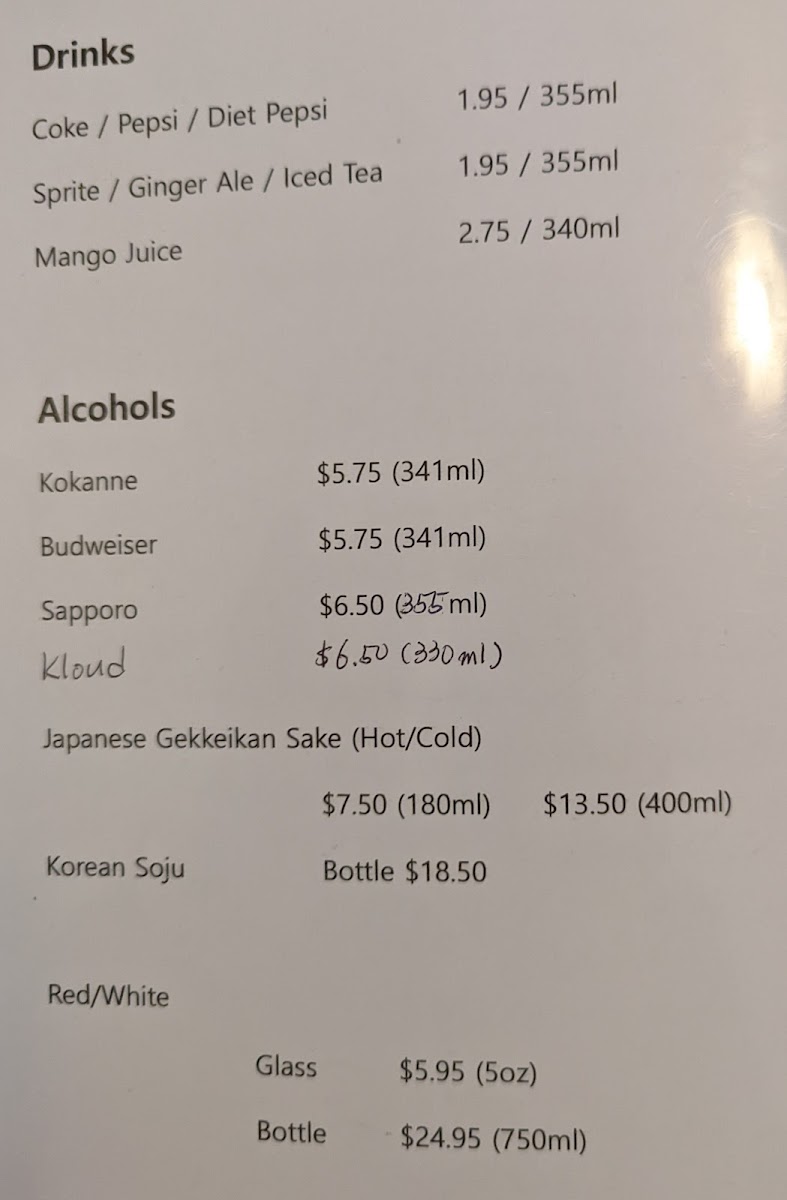 Drinks
Coke / Pepsi / Diet Pepsi 1.95 / 355ml
Sprite / Ginger Ale / Iced Tea 1.95 / 355ml
Mango Juice 2.75 / 340ml
Alcohols
Kokanne $5.75 (341ml)
Budweiser $5.75 (341ml)
Sapporo $6.50 (355ml)
Kloud $6.50 (330ml)
Japanese Gekkeikan Sake (Hot/Cold)
$7.50 (180ml) $13.50 (400ml)
Korean Soju Bottle $18.50
Red/White
Glass $5.95 (5oz)
Bottle $24.95 (750ml)